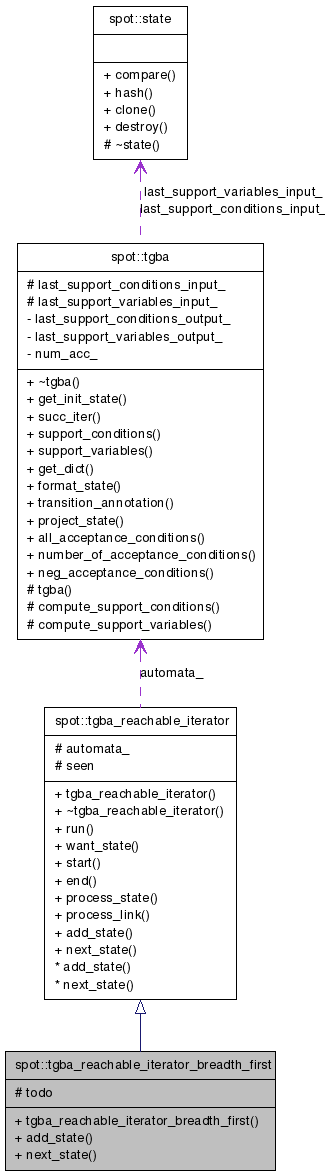 spot::state
+ compare()
+ hash()
+ clone()
+ destroy()
# ~state()
last_support_variables_input_
last_support_conditions_input_
spot::tgba
# last_support_conditions_input_
# last_support_variables_input_
- last_support_conditions_output_
- last_support_variables_output_
- num_acc_
+ ~tgba()
+ get_init_state()
+ succ_iter()
+ support_conditions()
+ support_variables()
+ get_dict()
+ format_state()
+ transition_annotation()
+ project_state()
+ all_acceptance_conditions()
+ number_of_acceptance_conditions()
+ neg_acceptance_conditions()
# tgba()
# compute_support_conditions()
# compute_support_variables()
automata_
spot::tgba_reachable_iterator
# automata_
# seen
+ tgba_reachable_iterator()
+ ~tgba_reachable_iterator()
+ run()
+ want_state()
+ start()
+ end()
+ process_state()
+ process_link()
+ add_state()
+ next_state()
* add_state()
* next_state()
spot::tgba_reachable_iterator_breadth_first
# todo
+ tgba_reachable_iterator_breadth_first()
+ add_state()
+ next_state()